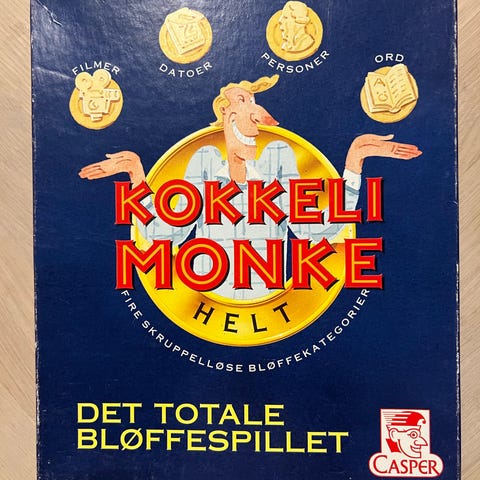 FILMER
DATOER
PERSONER
ORD
KOKKELI
MONKE
HELT
FIRE SKRUPPELLØSE BLØFFEKATEGORIER
DET TOTALE
BLØFFESPILLET
CASPER